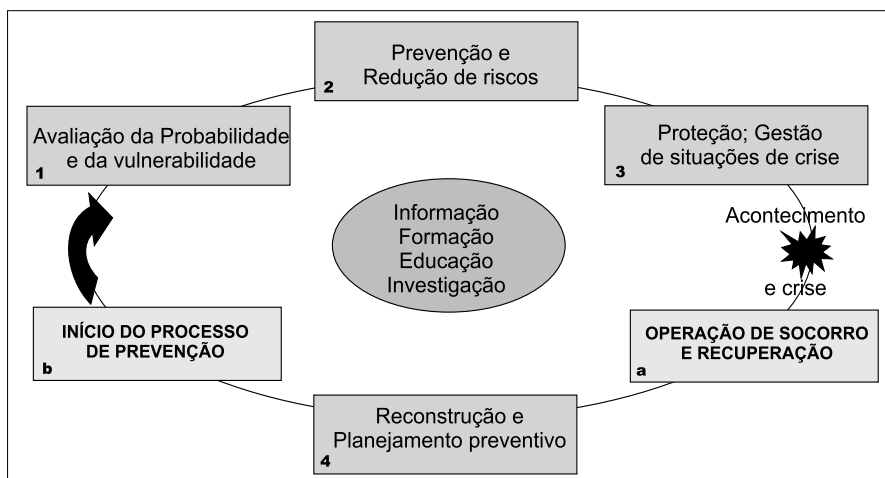 Prevenção e
Redução de riscos
2
Avaliação da Probabilidade
e da vulnerabilidade
1
Proteção; Gestão
de situações de crise
3
Informação
Formação
Educação
Investigação
Acontecimento
e crise
INÍCIO DO PROCESSO
DE PREVENÇÃO
b
OPERAÇÃO DE SOCORRO
E RECUPERAÇÃO
a
Reconstrução e
Planejamento preventivo
4